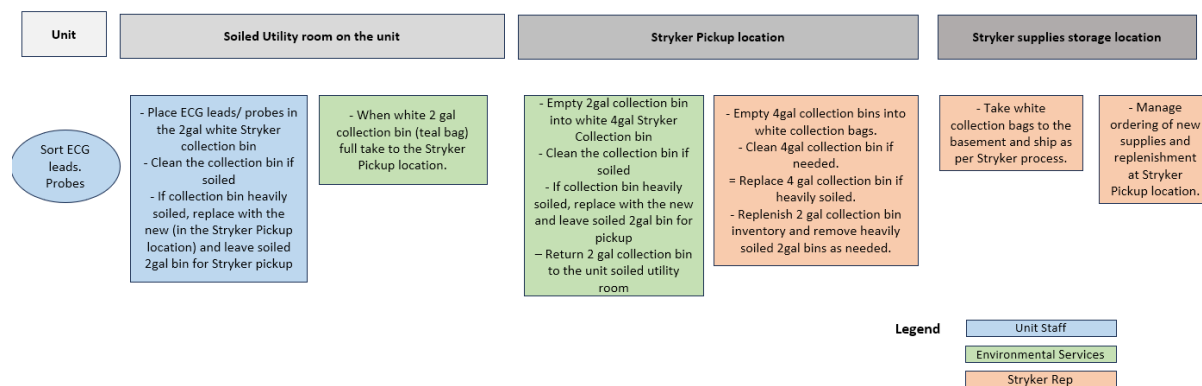 Unit
Soiled Utility room on the unit
Stryker Pickup location
Stryker supplies storage location
Sort ECG
leads.
Probes
- Place ECG leads/ probes in
the 2gal white Stryker
collection bin
- Clean the collection bin if
soiled
- If collection bin heavily
soiled, replace with the
new (in the Stryker Pickup
location) and leave soiled
2gal bin for Stryker pickup
- When white 2 gal
collection bin (teal bag)
full take to the Stryker
Pickup location.
- Empty 2gal collection bin
into white 4gal Stryker
Collection bin
- Clean the collection bin if
soiled
- If collection bin heavily
soiled, replace with the new
and leave soiled 2gal bin for
pickup
– Return 2 gal collection bin
to the unit soiled utility
room
- Empty 4gal collection bins into
white collection bags.
- Clean 4gal collection bin if
needed.
= Replace 4 gal collection bin if
heavily soiled.
- Replenish 2 gal collection bin
inventory and remove heavily
soiled 2gal bins as needed.
- Take white
collection bags to the
basement and ship as
per Stryker process.
- Manage
ordering of new
supplies and
replenishment
at Stryker
Pickup location.
Legend
Unit Staff
Environmental Services
Stryker Rep